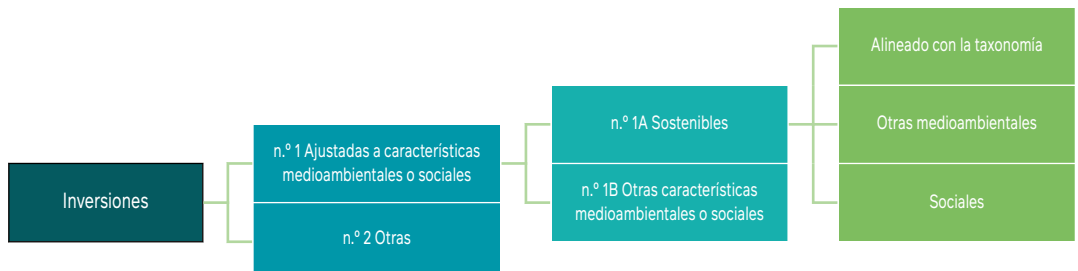 Inversiones
n.º 1 Ajustadas a características
medioambientales o sociales
n.º 2 Otras
n.º 1A Sostenibles
n.º 1B Otras características
medioambientales o sociales
Alineado con la taxonomía
Otras medioambientales
Sociales